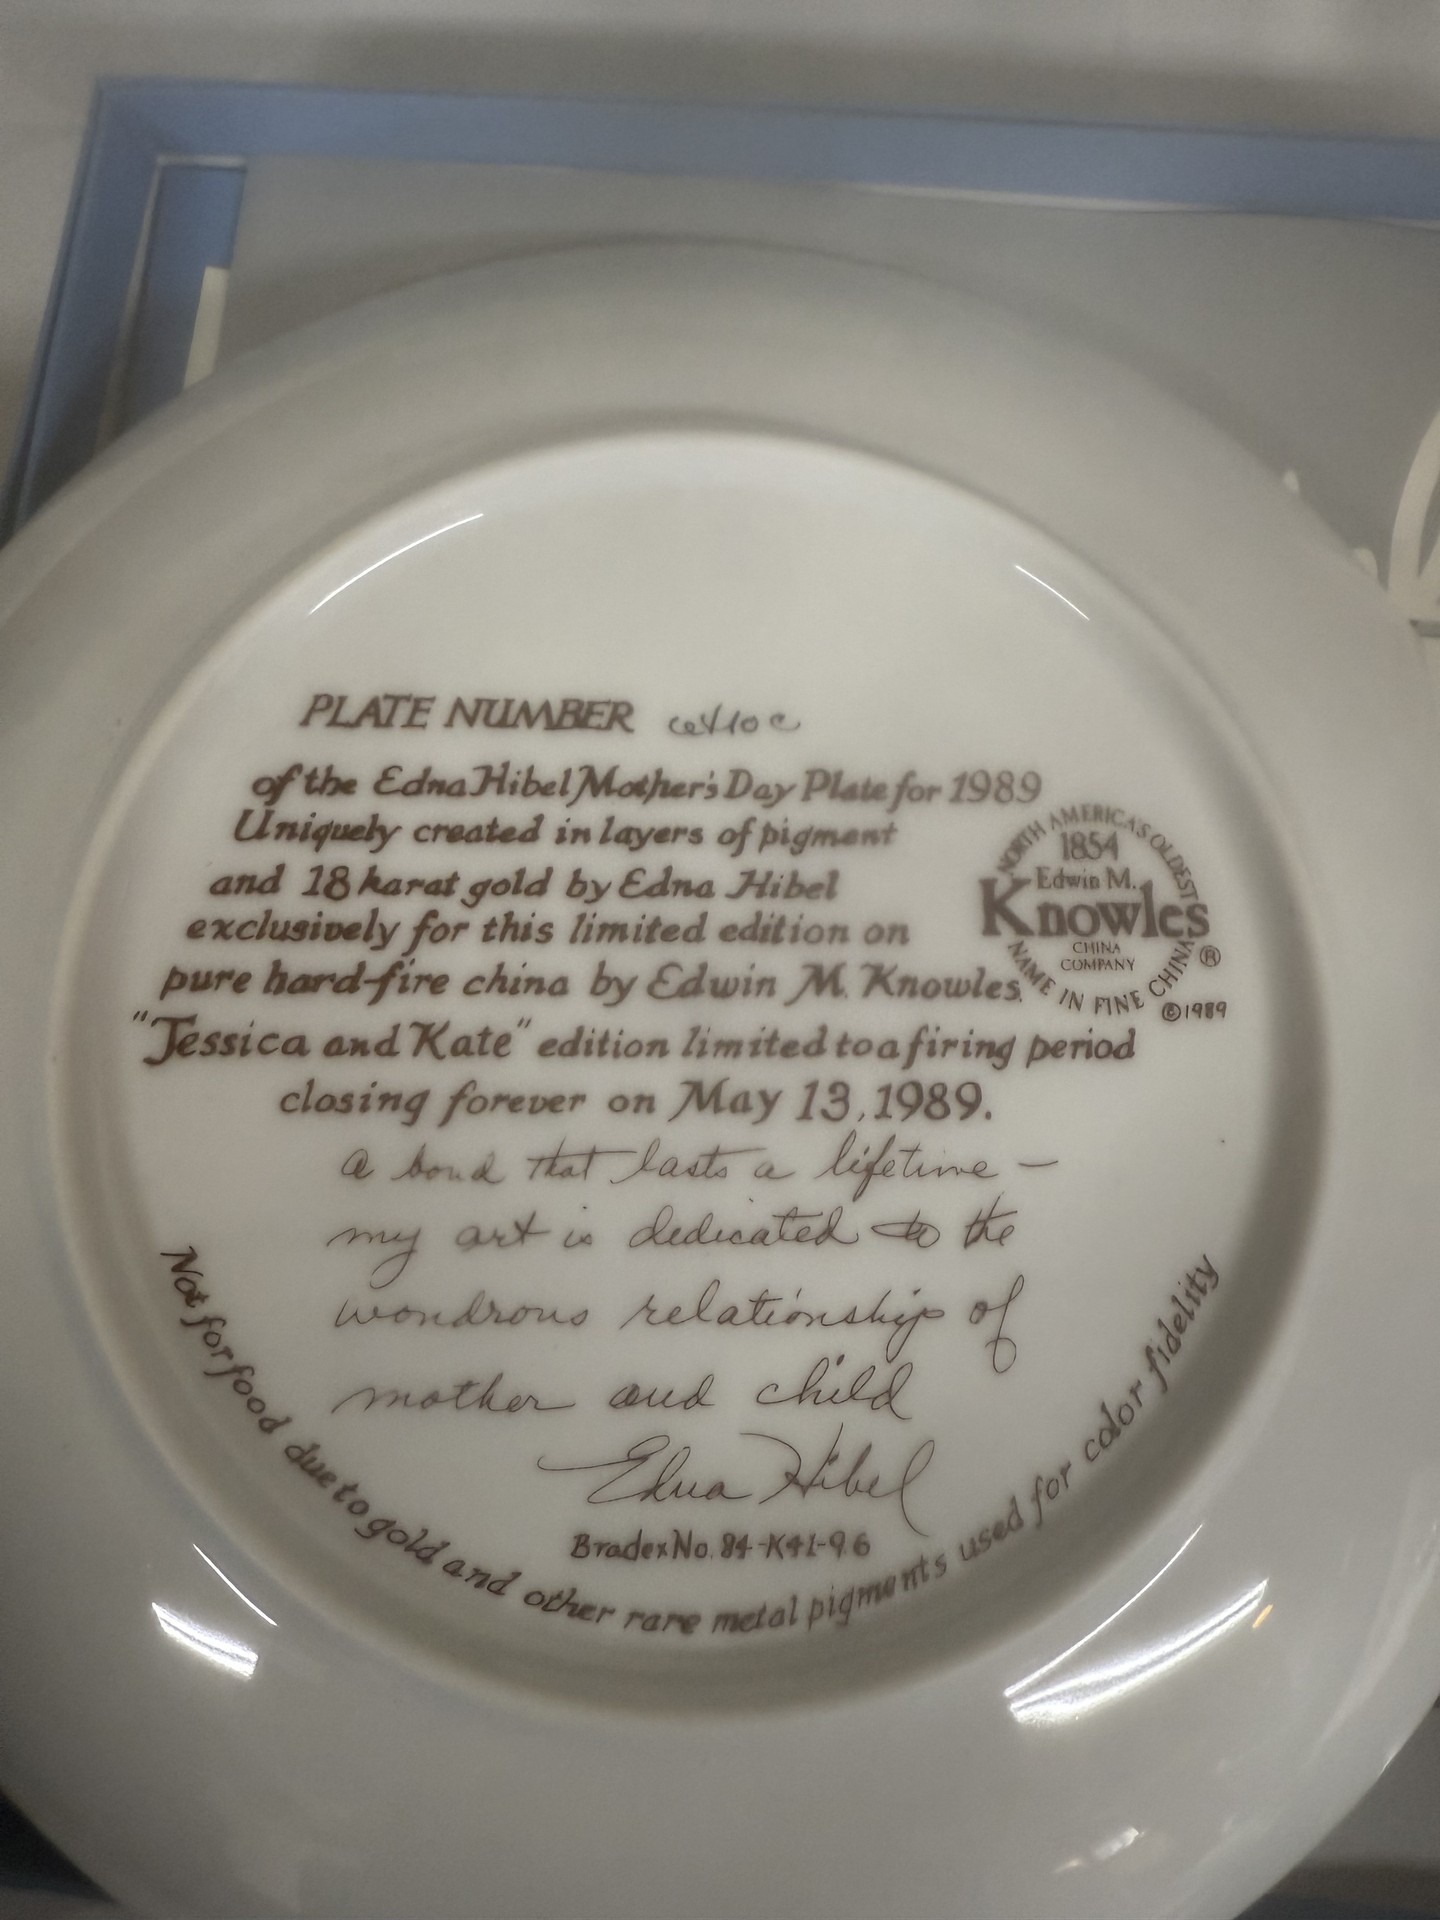 PLATE NUMBER
of the Edna Hibel Mother's Day Plate for 1989
Uniquely created in layers of pigment
and 18 karat gold by Edna Hibel
exclusively for this limited edition on
pure hard-fire china by Edwin M. Knowles.
"Jessica and Kate" edition limited to a firing period
closing forever on May 13, 1989.
NORTH AMERICA'S OLDEST
1854
Edwin M.
Knowles
CHINA
COMPANY
NAME IN FINE CHINA
®
©1989
a bond that lasts a lifetime —
my art is dedicated to the
wondrous relationship of
mother and child
Edna Hibel
Bradex No. 84-K41-9.6
Not for food due to gold and other rare metal pigments used for color fidelity